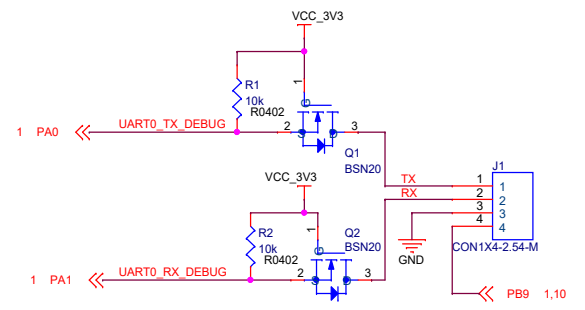 VCC_3V3
R1
10k
R0402
1
G
1 PA0
UART0_TX_DEBUG
2
S
D
3
Q1
BSN20
VCC_3V3
TX
RX
J1
1 1
2 2
3 3
4 4
CON1X4-2.54-M
GND
R2
10k
R0402
1
G
Q2
BSN20
1 PA1
UART0_RX_DEBUG
2
S
D
3
PB9 1,10